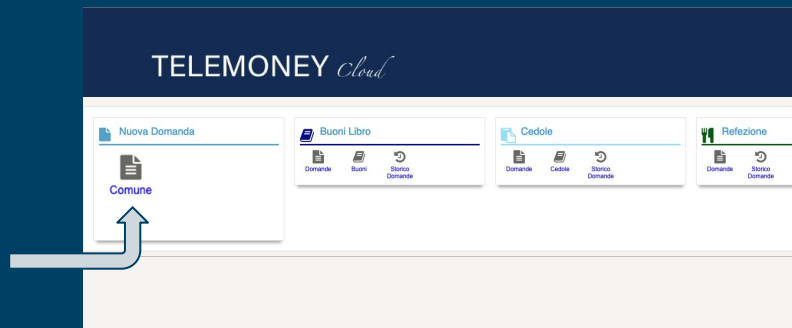 TELEMONEY Cloud
Nuova Domanda
Comune
Buoni Libro
Domande Buoni Storico
Domande
Cedole
Domande Cedole Storico
Domande
Refezione
Domande Storico
Domande